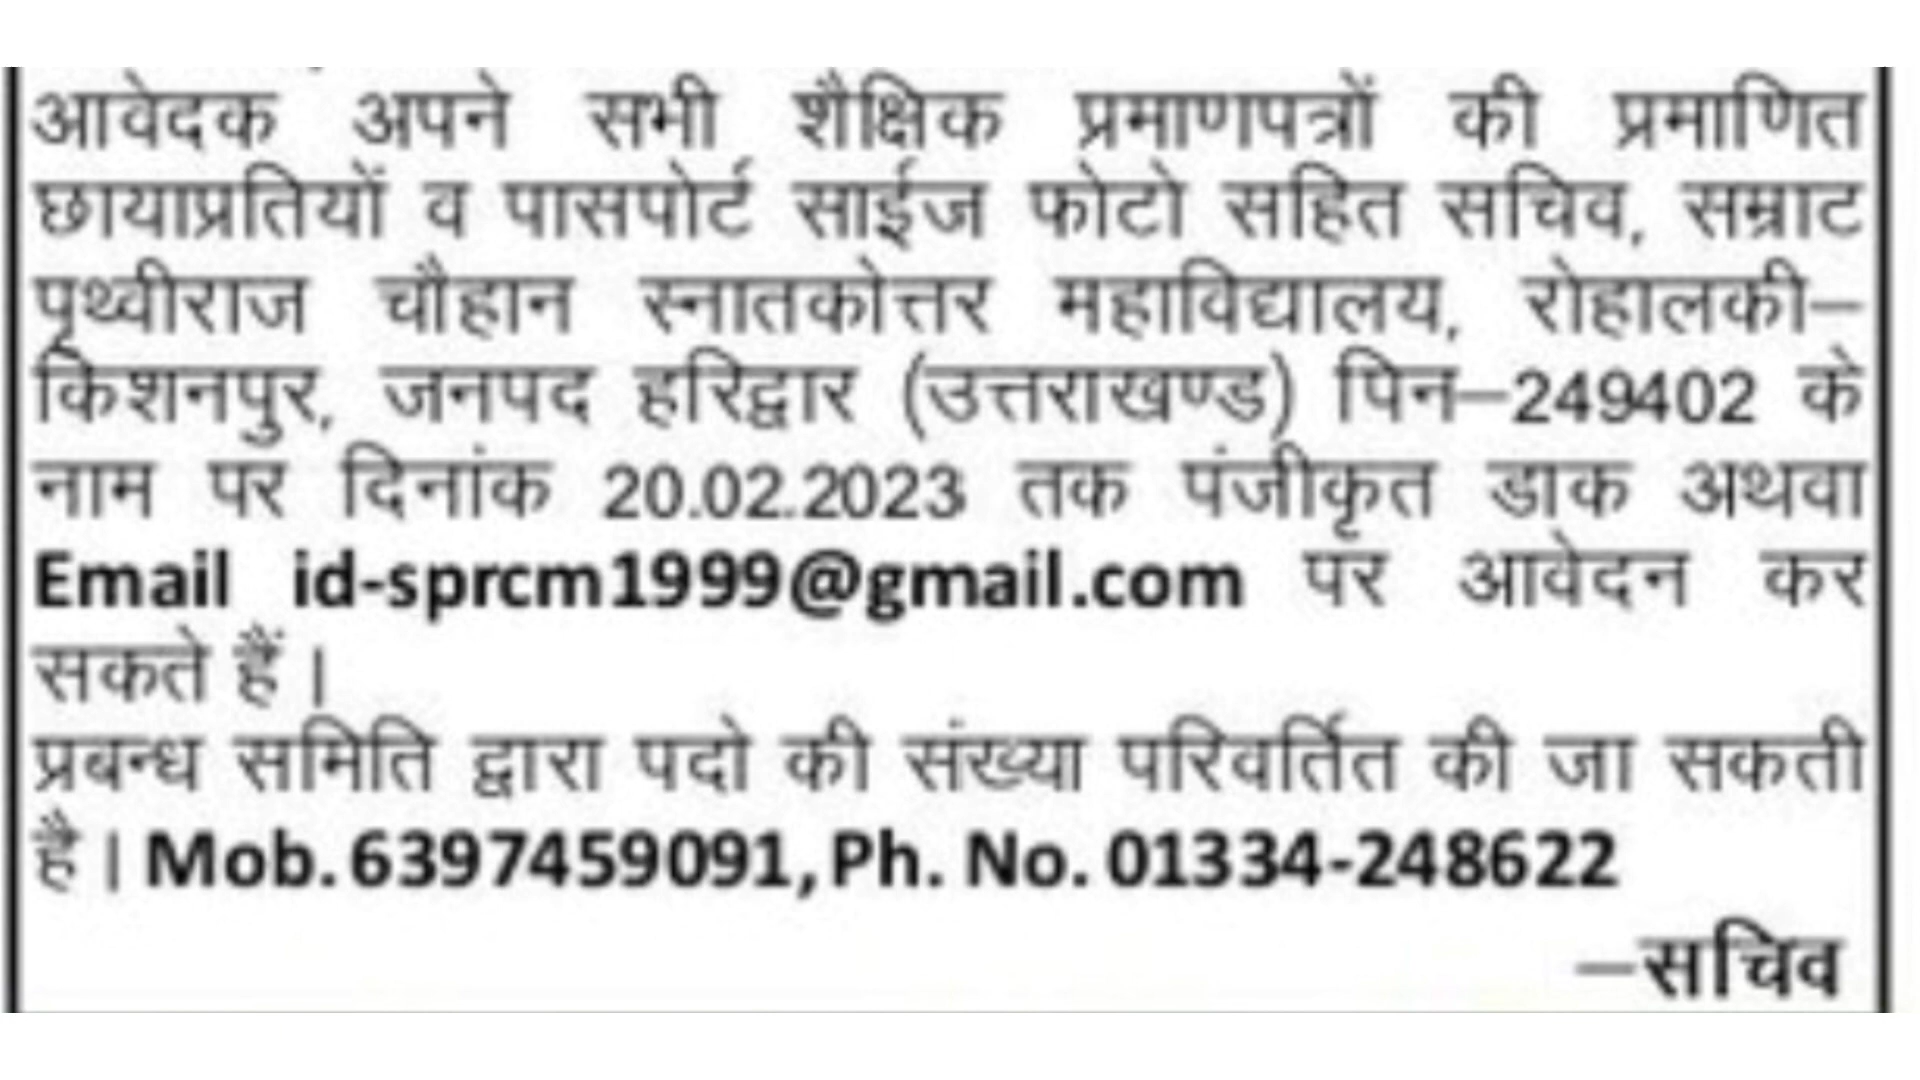 आवेदक अपने सभी शैक्षिक प्रमाणपत्रों की प्रमाणित
छायाप्रतियों व पासपोर्ट साईज फोटो सहित सचिव, सम्राट
पृथ्वीराज चौहान स्नातकोत्तर महाविद्यालय, रोहालकी–
किशनपुर, जनपद हरिद्वार (उत्तराखण्ड) पिन–249402 के
नाम पर दिनांक 20.02.2023 तक पंजीकृत डाक अथवा
Email id-sprcm1999@gmail.com पर आवेदन कर
सकते हैं।
प्रबन्ध समिति द्वारा पदो की संख्या परिवर्तित की जा सकती
है। Mob. 6397459091, Ph. No. 01334-248622
–सचिव